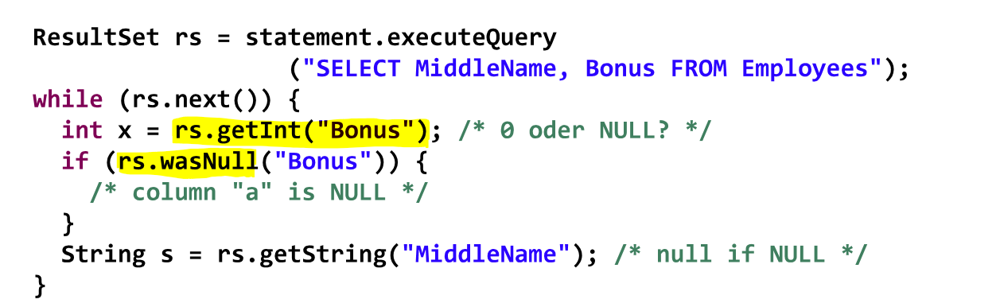 ResultSet rs = statement.executeQuery
("SELECT MiddleName, Bonus FROM Employees");
while (rs.next()) {
int x = rs.getInt("Bonus"); /* 0 oder NULL? */
if (rs.wasNull("Bonus")) {
/* column "a" is NULL */
}
String s = rs.getString("MiddleName"); /* null if NULL */
}